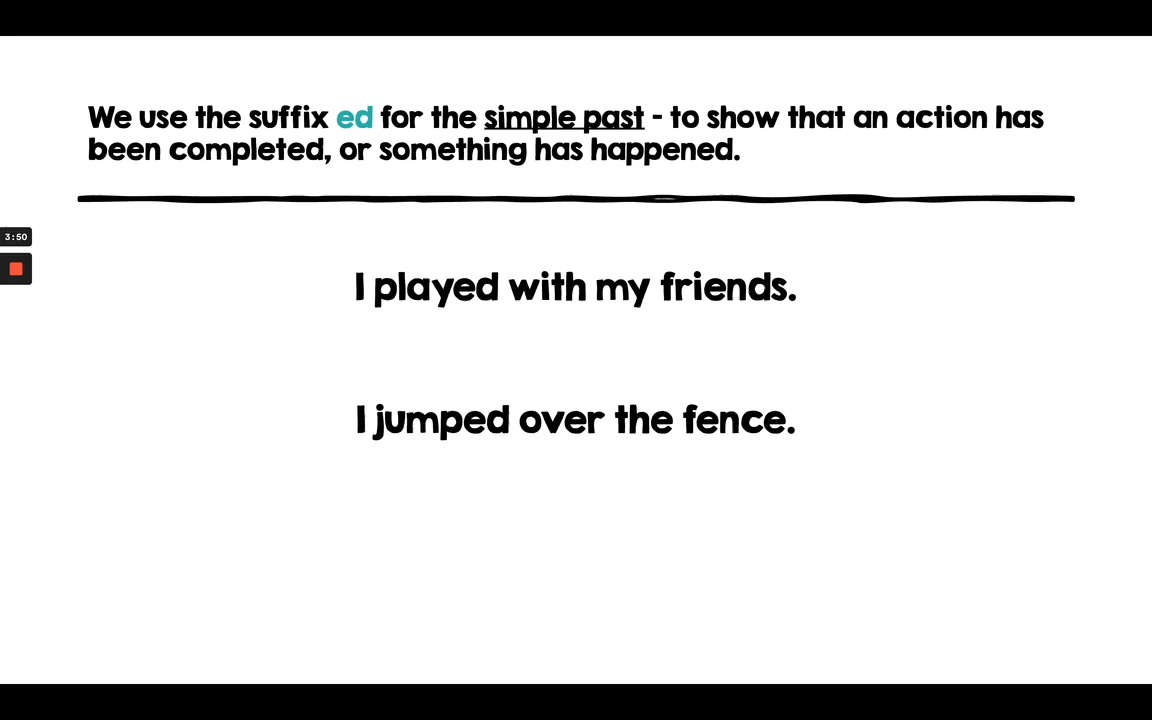 We use the suffix ed for the simple past - to show that an action has
been completed, or something has happened.
3:50
I played with my friends.
I jumped over the fence.